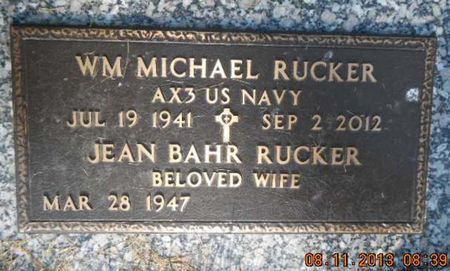 WM MICHAEL RUCKER
AX3 US NAVY
JUL 19 1941 SEP 2 2012
JEAN BAHR RUCKER
BELOVED WIFE
MAR 28 1947
08.11.2013 08:39